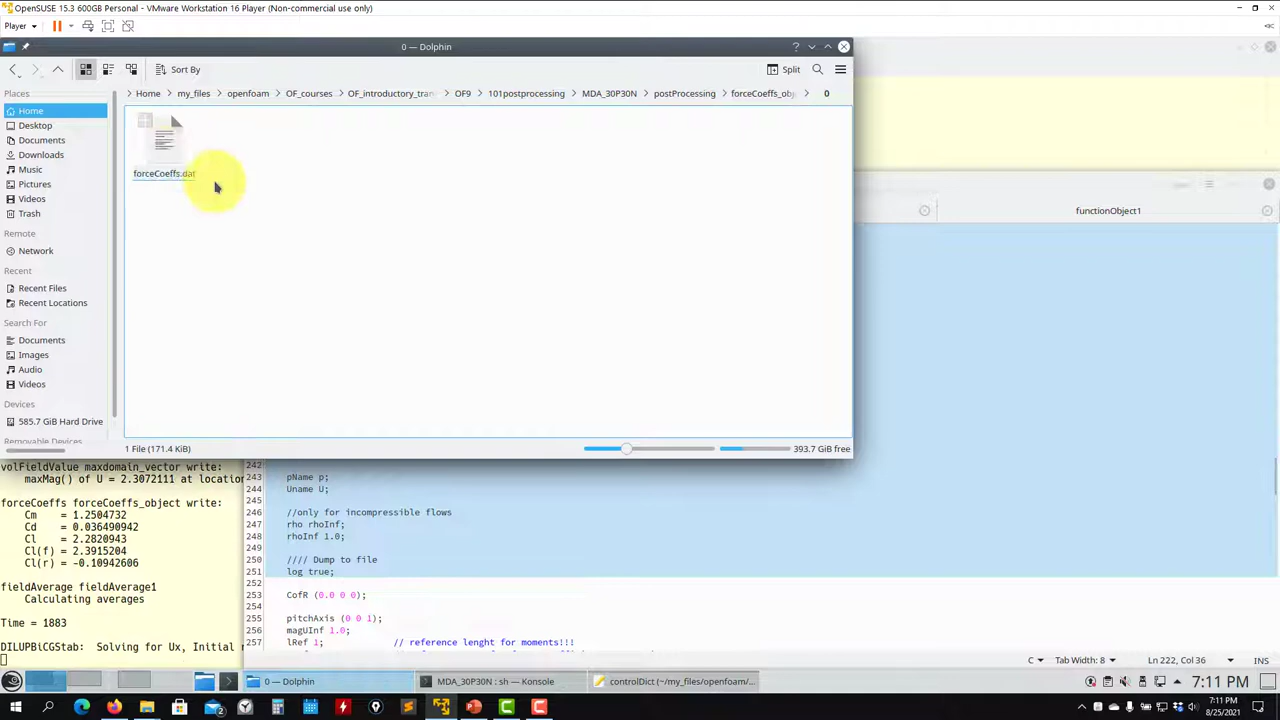 OpenSUSE 15.3 600GB Personal - VMware Workstation 16 Player (Non-commercial use only)
Player
0 — Dolphin
Sort By
Split
Places
Home
my_files
openfoam
OF_courses
OF_introductory_trai
OF9
101postprocessing
MDA_30P30N
postProcessing
forceCoeffs_obj
0
Home
Desktop
Documents
Downloads
Music
Pictures
Videos
Trash
Remote
Network
Recent
Recent Files
Recent Locations
Search For
Documents
Images
Audio
Videos
Devices
585.7 GiB Hard Drive
Removable Devices
forceCoeffs.dat
1 File (171.4 KiB)
393.7 GiB free
functionObject1
volFieldValue maxdomain_vector write:
maxMag() of U = 2.3072111 at locatio
forceCoeffs forceCoeffs_object write:
Cm = 1.2504732
Cd = 0.036490942
Cl = 2.2820943
Cl(f) = 2.3915204
Cl(r) = -0.10942606
fieldAverage fieldAverage1
Calculating averages
Time = 1883
DILUPBiCGStab: Solving for Ux, Initial r
242
243 pName p;
244 Uname U;
245
246 //only for incompressible flows
247 rho rhoInf;
248 rhoInf 1.0;
249
250 //// Dump to file
251 log true;
252
253 CofR (0.0 0 0);
254
255 pitchAxis (0 0 1);
256 magUInf 1.0;
257 lRef 1; // reference lenght for moments!!!
C
Tab Width: 8
Ln 222, Col 36
INS
0 — Dolphin
MDA_30P30N : sh — Konsole
controlDict (~/my_files/openfoam/...
7:11 PM
7:11 PM
8/25/2021